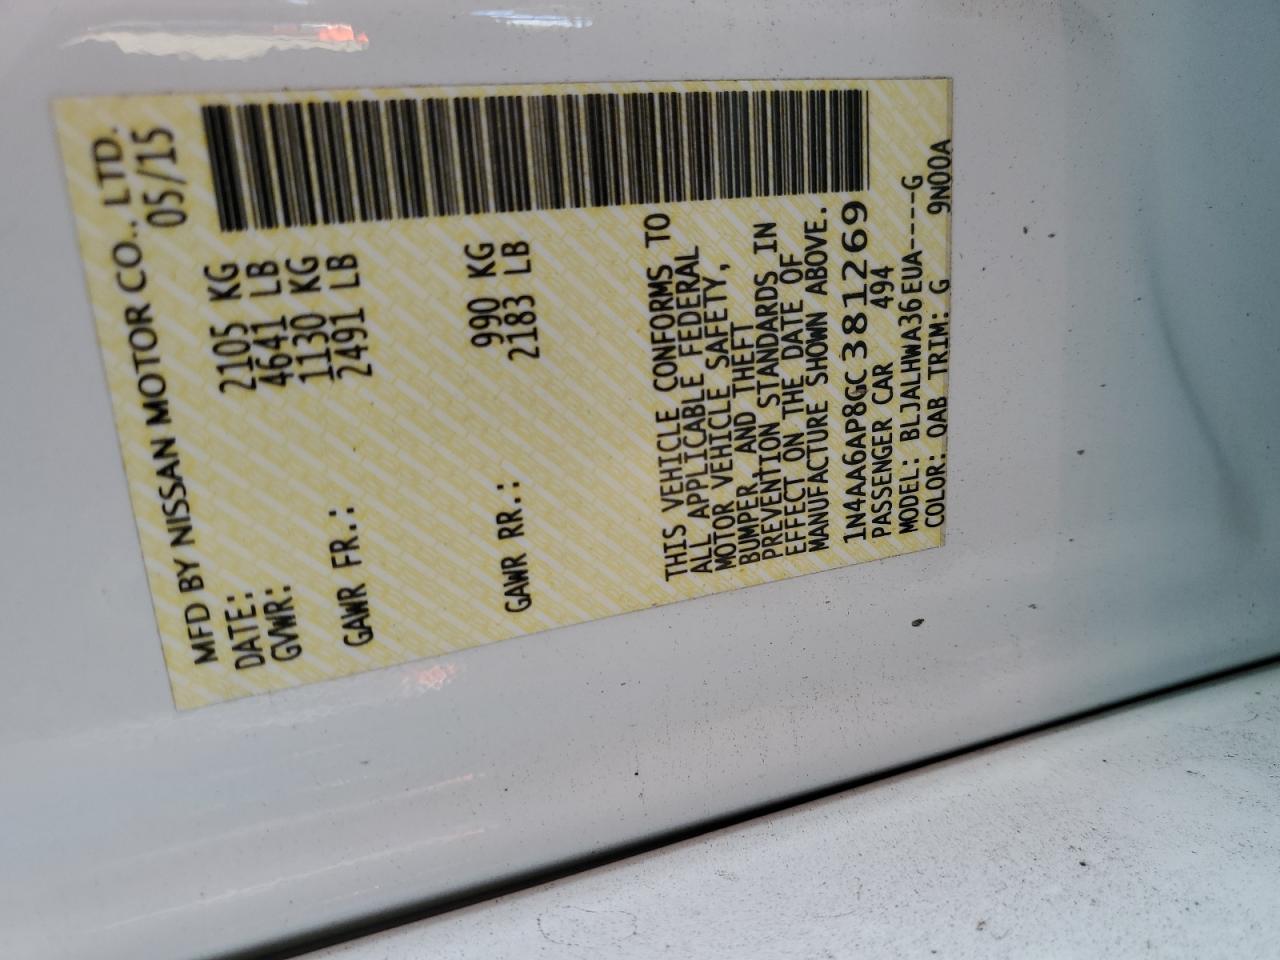 MFD BY NISSAN MOTOR CO., LTD.
DATE: 05/15
GVWR: 2105 KG
4641 LB
GAWR FR.: 1130 KG
2491 LB
GAWR RR.: 990 KG
2183 LB
THIS VEHICLE CONFORMS TO
ALL APPLICABLE FEDERAL
MOTOR VEHICLE SAFETY,
BUMPER, AND THEFT
PREVENTION STANDARDS IN
EFFECT ON THE DATE OF
MANUFACTURE SHOWN ABOVE.
1N4AA6AP8GC381269
PASSENGER CAR 494
MODEL: BLJALHWA36EUA----G
COLOR: QAB TRIM: G 9N00A